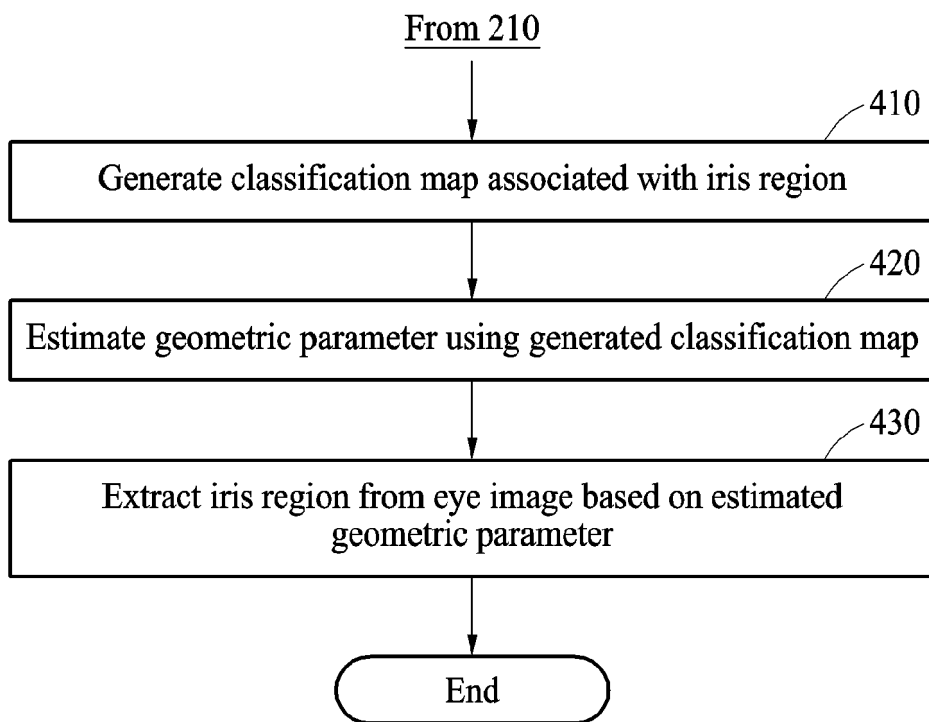 From 210
410
Generate classification map associated with iris region
420
Estimate geometric parameter using generated classification map
430
Extract iris region from eye image based on estimated
geometric parameter
End